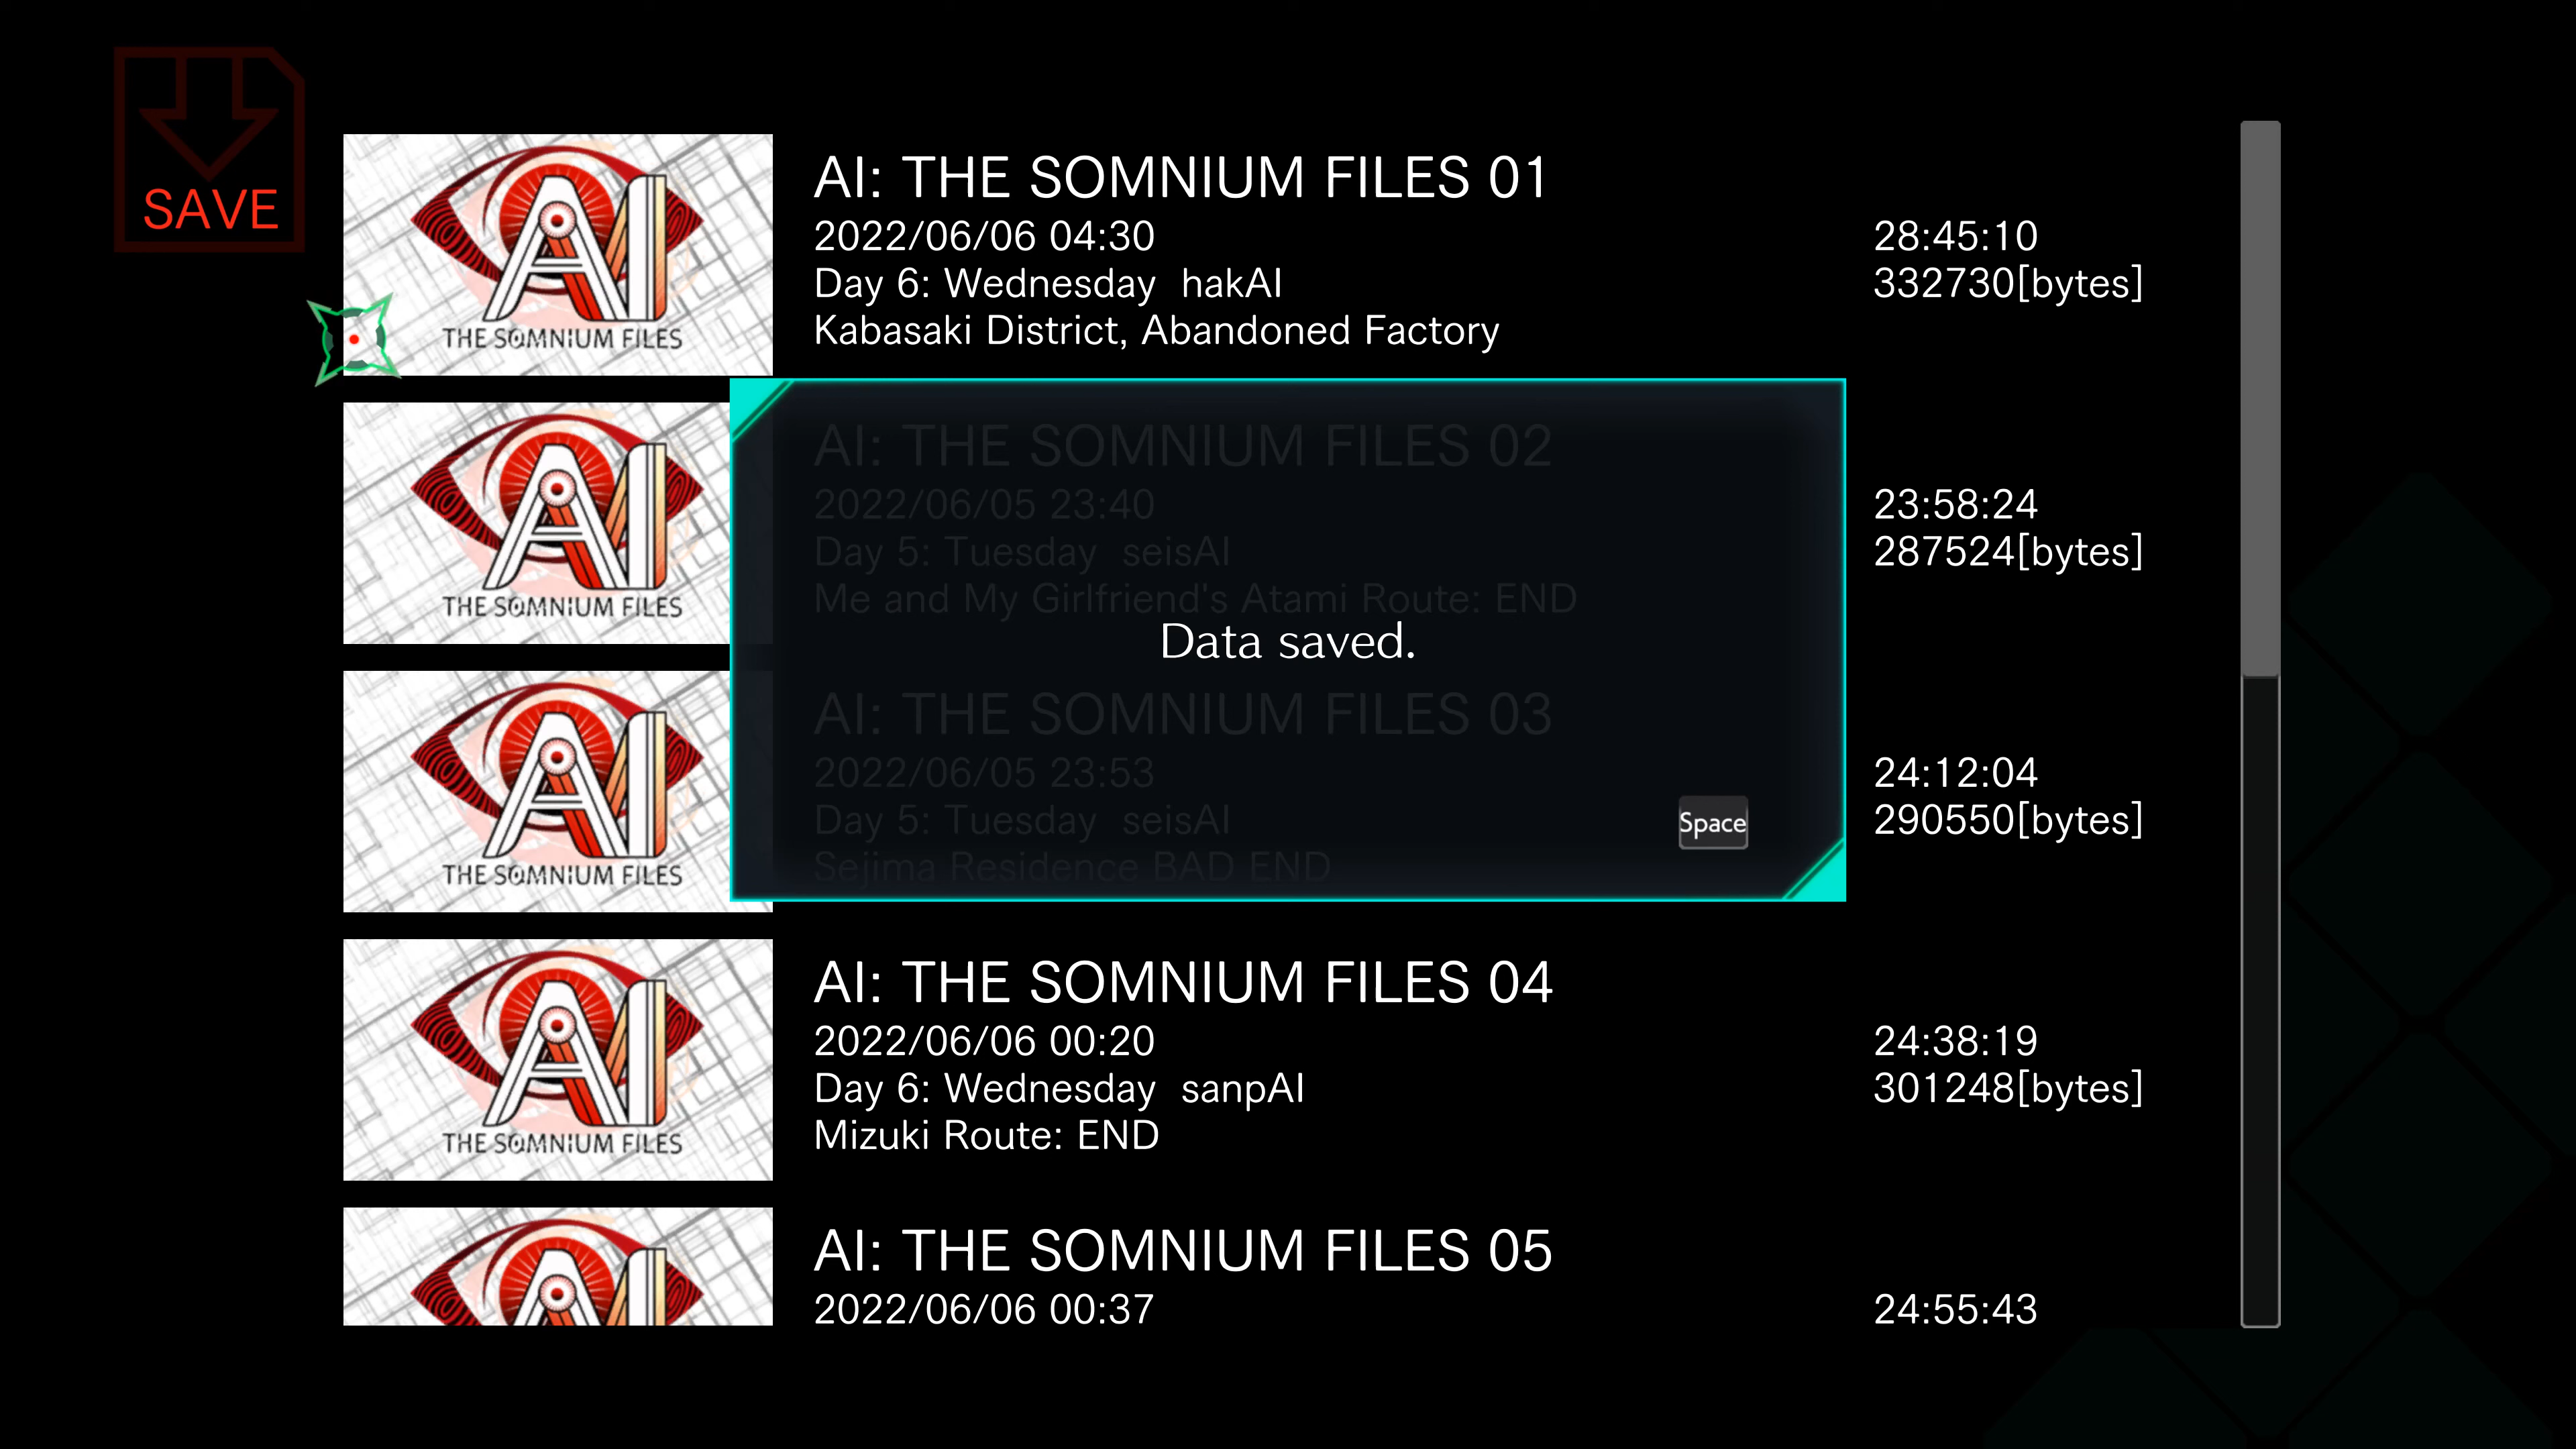 SAVE
AI
THE SOMNIUM FILES
AI: THE SOMNIUM FILES 01
2022/06/06 04:30
28:45:10
Day 6: Wednesday hakAI
332730[bytes]
Kabasaki District, Abandoned Factory
AI
THE SOMNIUM FILES
AI: THE SOMNIUM FILES 02
2022/06/05 23:40
23:58:24
Day 5: Tuesday seisAI
287524[bytes]
Me and My Girlfriend's Atami Route: END
Data saved.
AI
THE SOMNIUM FILES
AI: THE SOMNIUM FILES 03
2022/06/05 23:53
24:12:04
Day 5: Tuesday seisAI
290550[bytes]
Space
Sejima Residence BAD END
AI
THE SOMNIUM FILES
AI: THE SOMNIUM FILES 04
2022/06/06 00:20
24:38:19
Day 6: Wednesday sanpAI
301248[bytes]
Mizuki Route: END
AI
AI: THE SOMNIUM FILES 05
2022/06/06 00:37
24:55:43